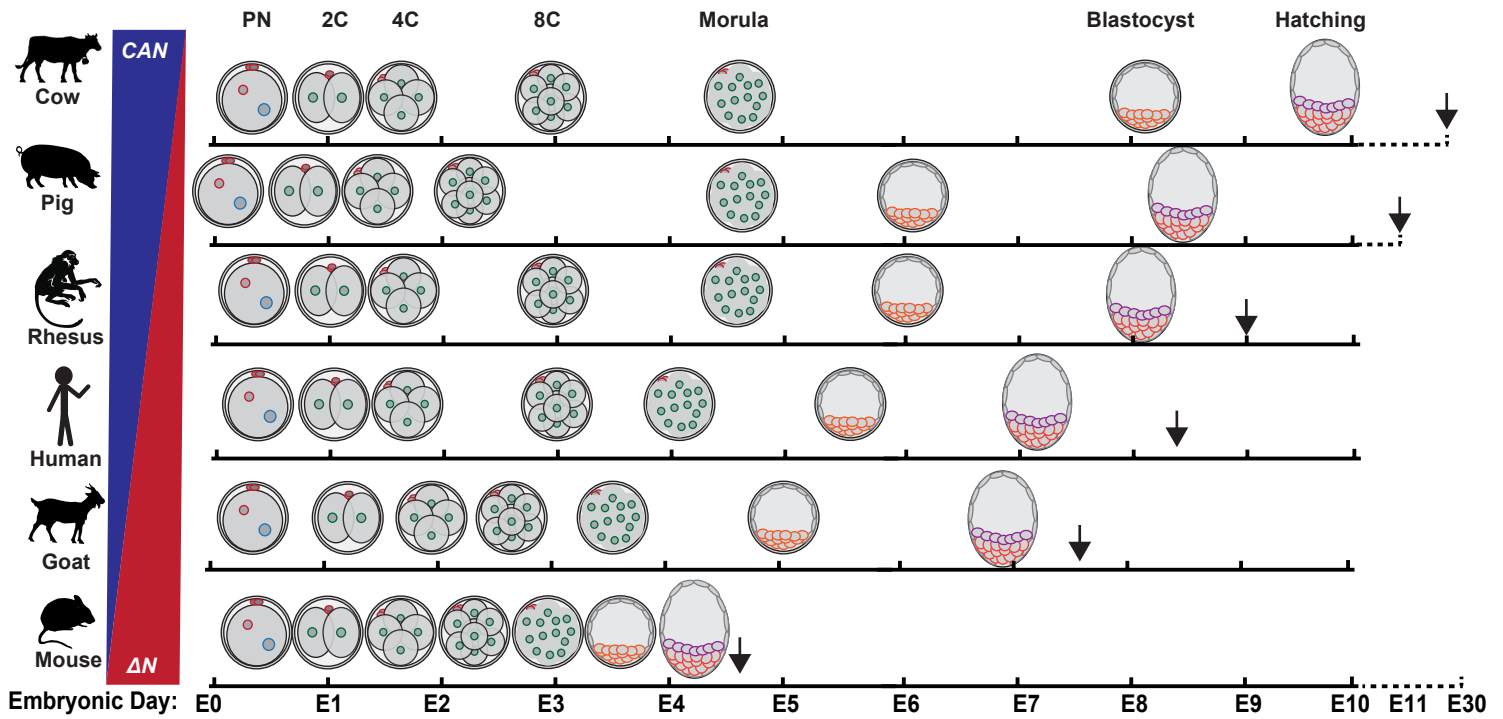 PN 2C 4C 8C Morula Blastocyst Hatching
CAN
Cow
Pig
Rhesus
Human
Goat
Mouse
ΔN
Embryonic Day: E0 E1 E2 E3 E4 E5 E6 E7 E8 E9 E10 E11 E30